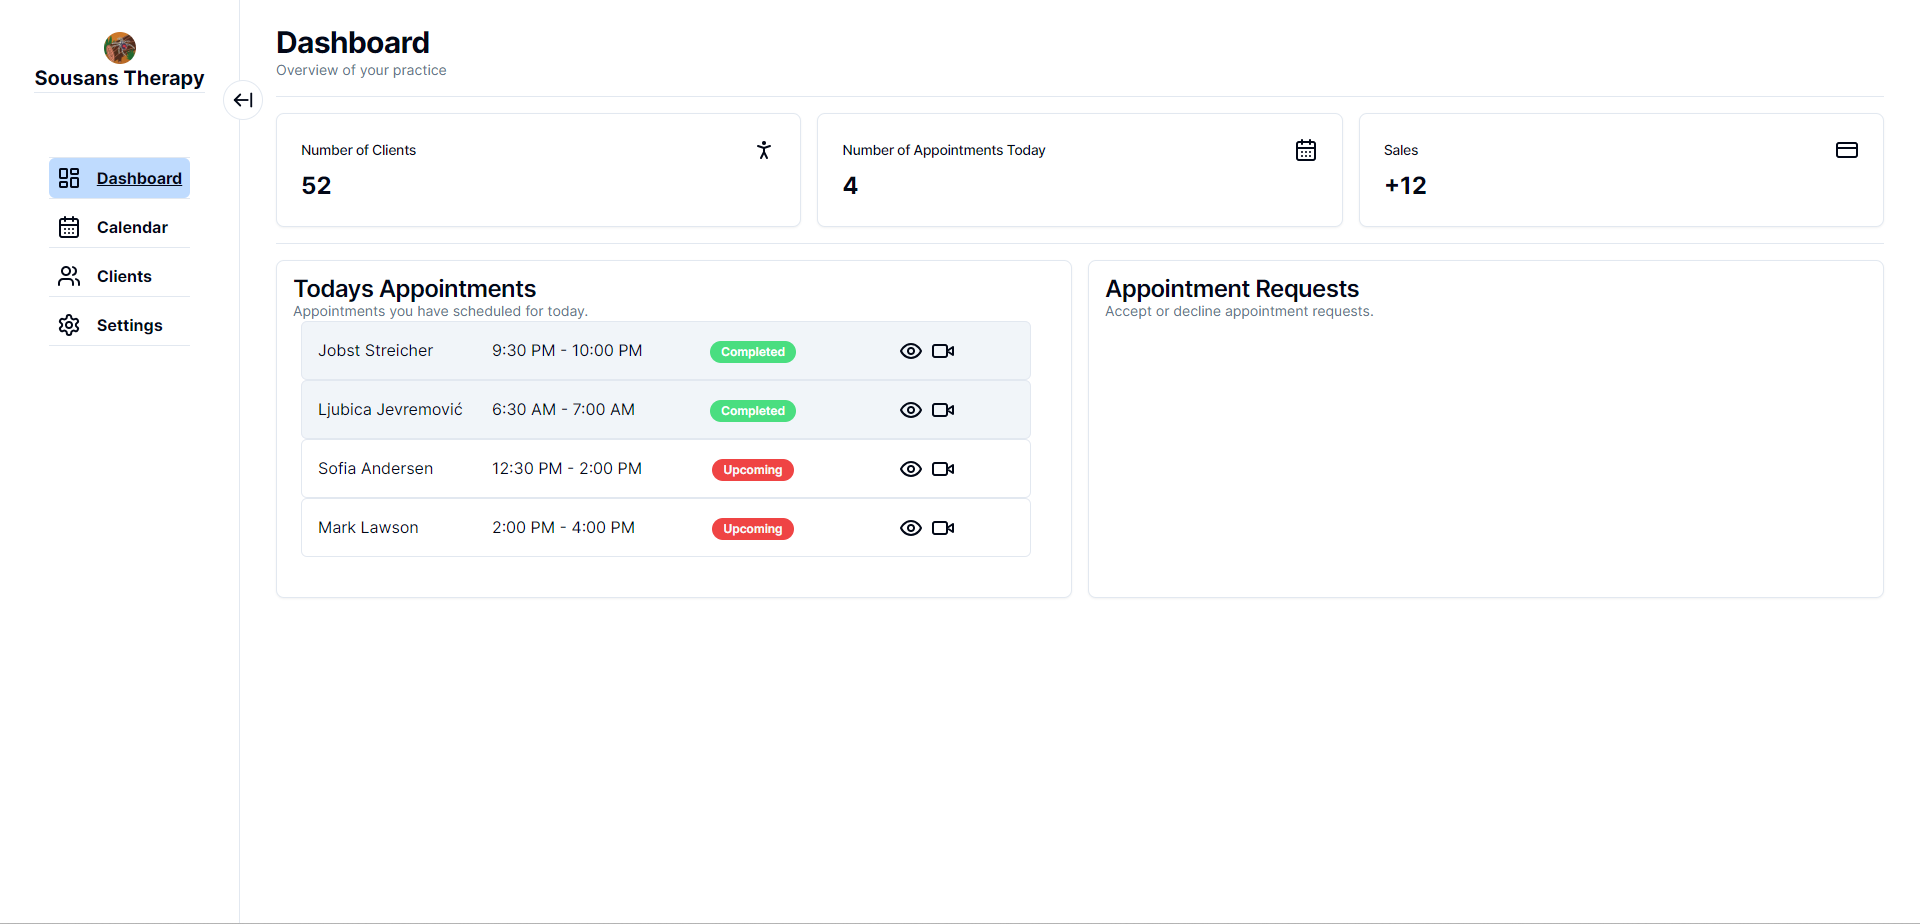 Sousans Therapy
Dashboard
Calendar
Clients
Settings
Dashboard
Overview of your practice
Number of Clients
52
Number of Appointments Today
4
Sales
+12
Todays Appointments
Appointments you have scheduled for today.
Jobst Streicher 9:30 PM - 10:00 PM Completed
Ljubica Jevremović 6:30 AM - 7:00 AM Completed
Sofia Andersen 12:30 PM - 2:00 PM Upcoming
Mark Lawson 2:00 PM - 4:00 PM Upcoming
Appointment Requests
Accept or decline appointment requests.